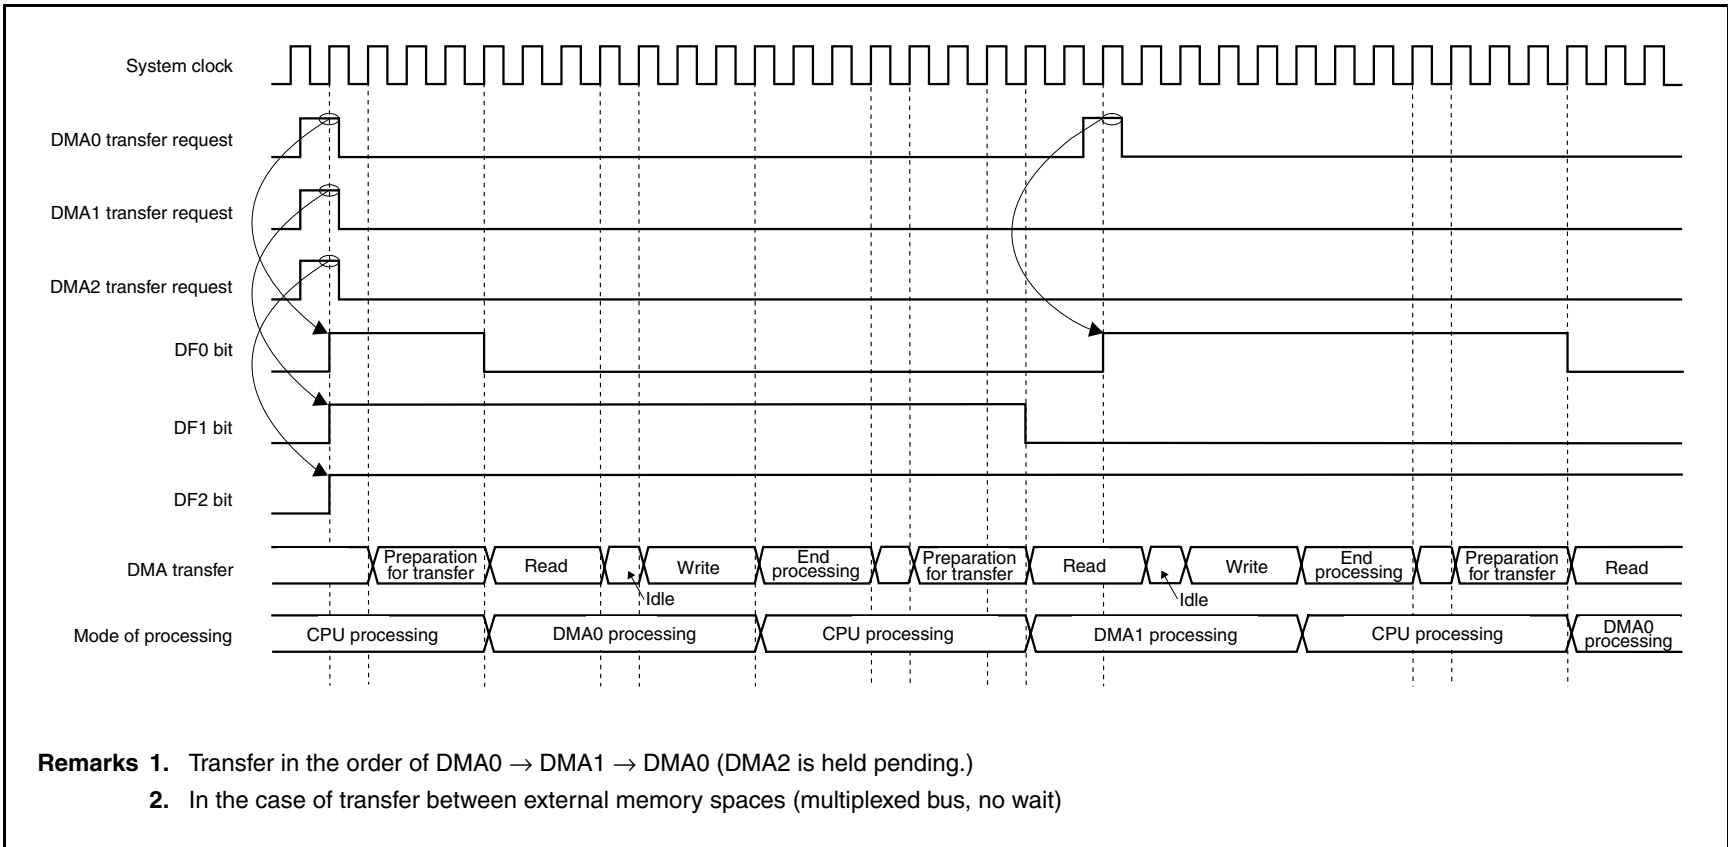 System clock
DMA0 transfer request
DMA1 transfer request
DMA2 transfer request
DF0 bit
DF1 bit
DF2 bit
DMA transfer
Preparation
for transfer
Read
Idle
Write
End
processing
Preparation
for transfer
Read
Idle
Write
End
processing
Preparation
for transfer
Read
Mode of processing
CPU processing
DMA0 processing
CPU processing
DMA1 processing
CPU processing
DMA0
processing
Remarks 1. Transfer in the order of DMA0 → DMA1 → DMA0 (DMA2 is held pending.)
2. In the case of transfer between external memory spaces (multiplexed bus, no wait)